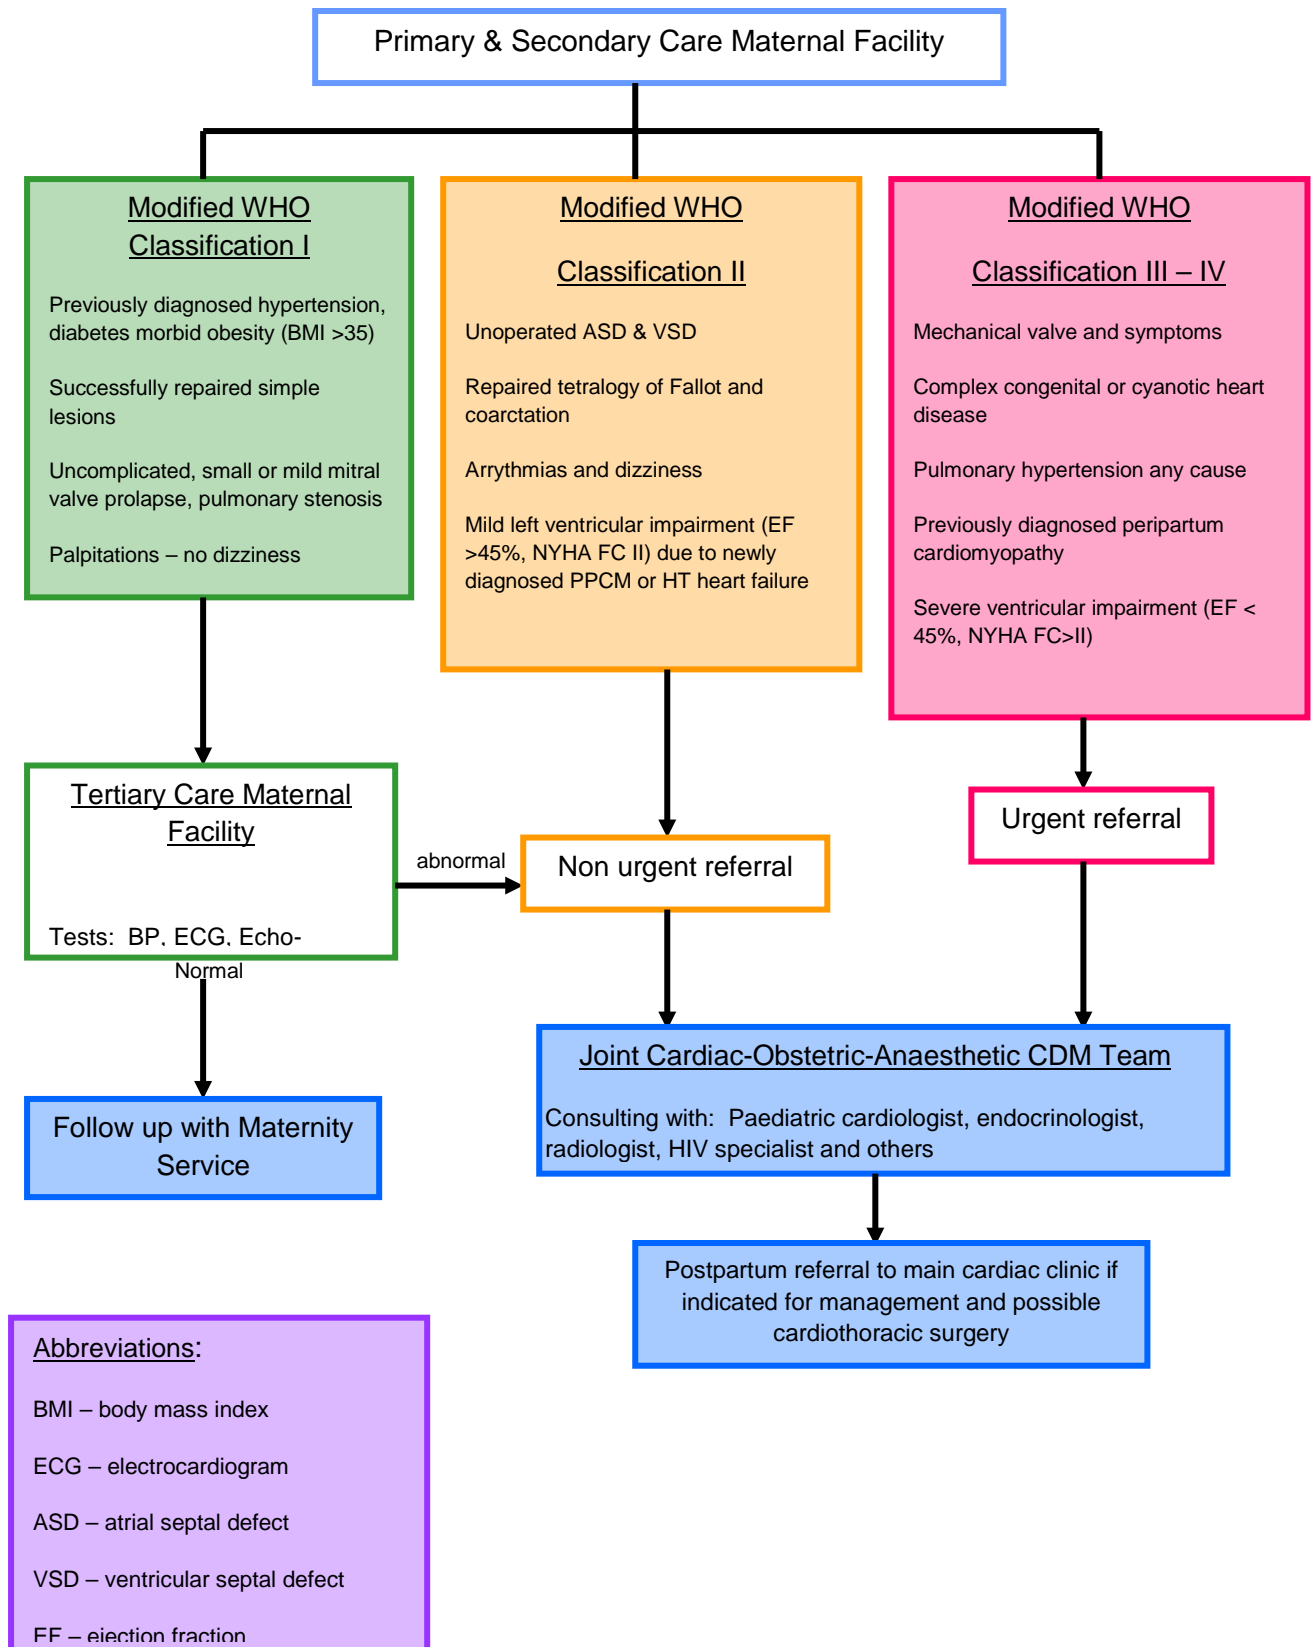 Primary & Secondary Care Maternal Facility
Modified WHO
Classification I
Previously diagnosed hypertension,
diabetes morbid obesity (BMI >35)
Successfully repaired simple
lesions
Uncomplicated, small or mild mitral
valve prolapse, pulmonary stenosis
Palpitations – no dizziness
Modified WHO
Classification II
Unoperated ASD & VSD
Repaired tetralogy of Fallot and
coarctation
Arrythmias and dizziness
Mild left ventricular impairment (EF
>45%, NYHA FC II) due to newly
diagnosed PPCM or HT heart failure
Modified WHO
Classification III – IV
Mechanical valve and symptoms
Complex congenital or cyanotic heart
disease
Pulmonary hypertension any cause
Previously diagnosed peripartum
cardiomyopathy
Severe ventricular impairment (EF <
45%, NYHA FC>II)
Tertiary Care Maternal
Facility
Tests:  BP, ECG, Echo-
abnormal
Non urgent referral
Urgent referral
Normal
Follow up with Maternity
Service
Joint Cardiac-Obstetric-Anaesthetic CDM Team
Consulting with:  Paediatric cardiologist, endocrinologist,
radiologist, HIV specialist and others
Postpartum referral to main cardiac clinic if
indicated for management and possible
cardiothoracic surgery
Abbreviations:
BMI – body mass index
ECG – electrocardiogram
ASD – atrial septal defect
VSD – ventricular septal defect
EF – ejection fraction